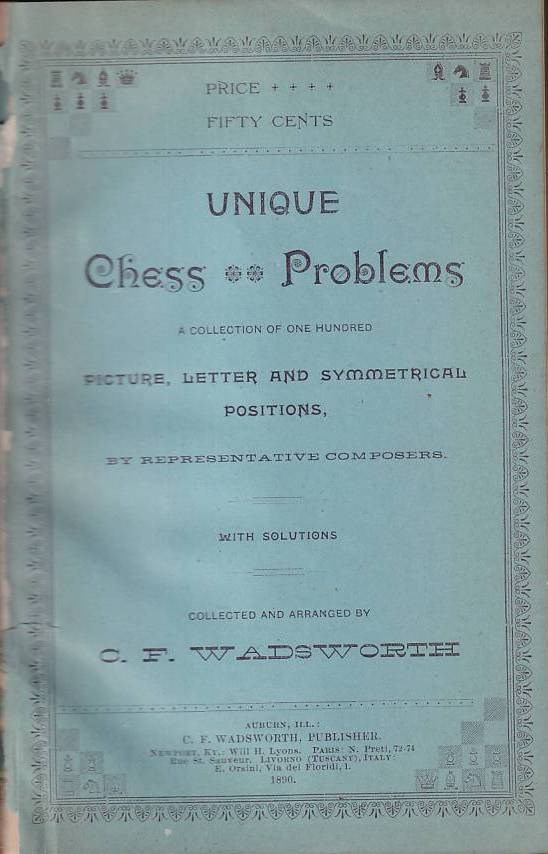 PRICE + + + +
FIFTY CENTS
UNIQUE
Chess Problems
A COLLECTION OF ONE HUNDRED
PICTURE, LETTER AND SYMMETRICAL
POSITIONS,
BY REPRESENTATIVE COMPOSERS.
WITH SOLUTIONS
COLLECTED AND ARRANGED BY
C. F. WADSWORTH
AUBURN, ILL.:
C. F. WADSWORTH, PUBLISHER.
NEWPORT, KY.: Will H. Lyons. PARIS: N. Preti, 72-74
Rue St. Sauveur. LIVORNO (TUSCANY), ITALY:
E. Orsini, Via dei Floridi, 1.
1890.